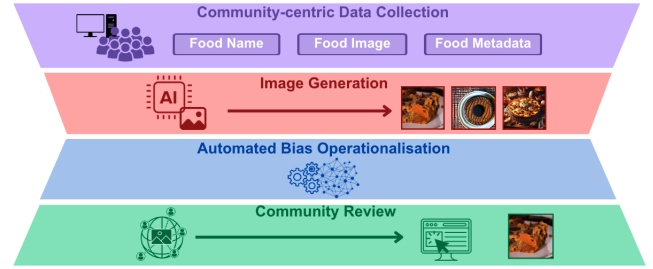 Community-centric Data Collection
Food Name
Food Image
Food Metadata
Image Generation
AI
Automated Bias Operationalisation
Community Review